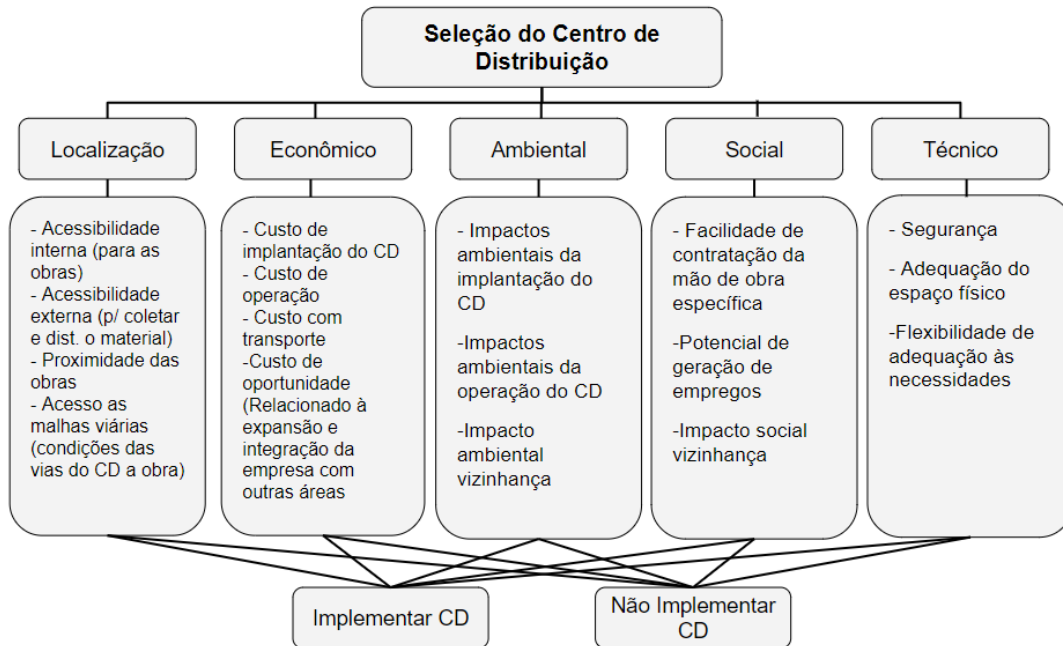 Seleção do Centro de
Distribuição
Localização
Econômico
Ambiental
Social
Técnico
- Acessibilidade
interna (para as
obras)
- Acessibilidade
externa (p/ coletar
e dist. o material)
- Proximidade das
obras
- Acesso as
malhas viárias
(condições das
vias do CD a obra)
- Custo de
implantação do CD
- Custo de
operação
- Custo com
transporte
-Custo de
oportunidade
(Relacionado à
expansão e
integração da
empresa com
outras áreas
- Impactos
ambientais da
implantação do
CD
-Impactos
ambientais da
operação do CD
-Impacto
ambiental
vizinhança
- Facilidade de
contratação da
mão de obra
específica
-Potencial de
geração de
empregos
-Impacto social
vizinhança
- Segurança
- Adequação do
espaço físico
-Flexibilidade de
adequação às
necessidades
Implementar CD
Não Implementar
CD